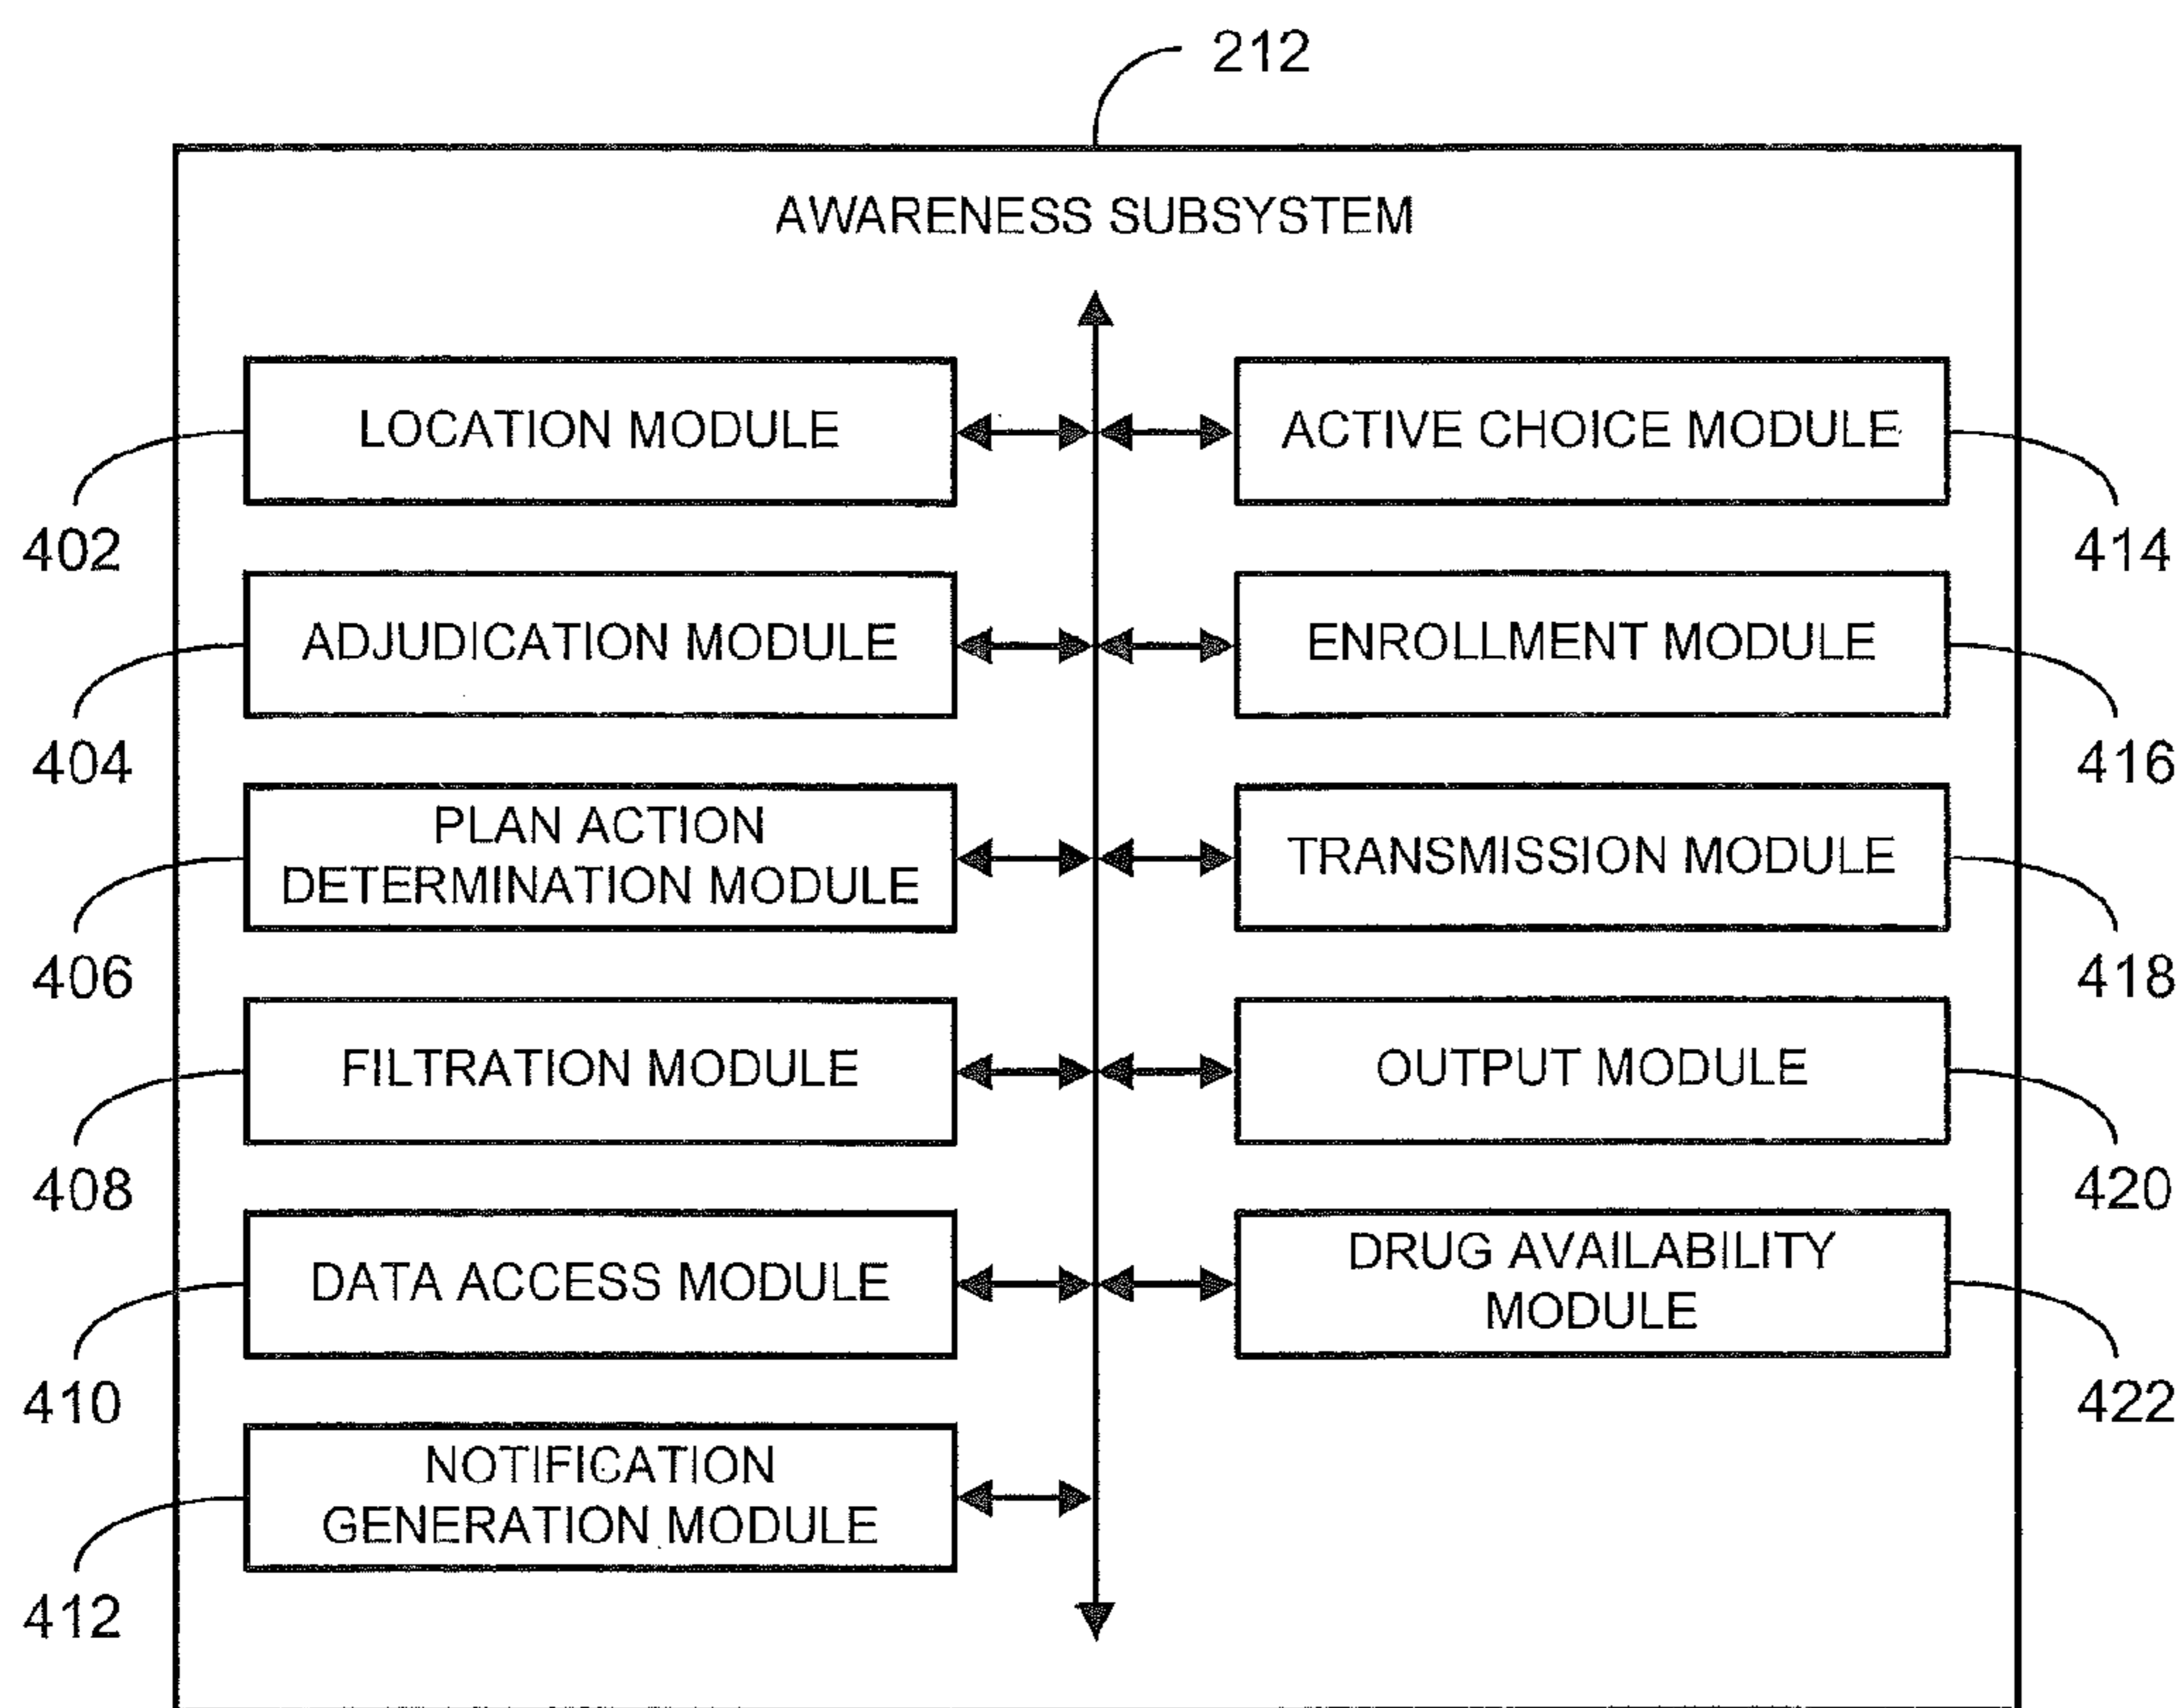 212
AWARENESS SUBSYSTEM
LOCATION MODULE
402
ADJUDICATION MODULE
404
PLAN ACTION
DETERMINATION MODULE
406
FILTRATION MODULE
408
DATA ACCESS MODULE
410
NOTIFICATION
GENERATION MODULE
412
ACTIVE CHOICE MODULE
414
ENROLLMENT MODULE
416
TRANSMISSION MODULE
418
OUTPUT MODULE
420
DRUG AVAILABILITY
MODULE
422